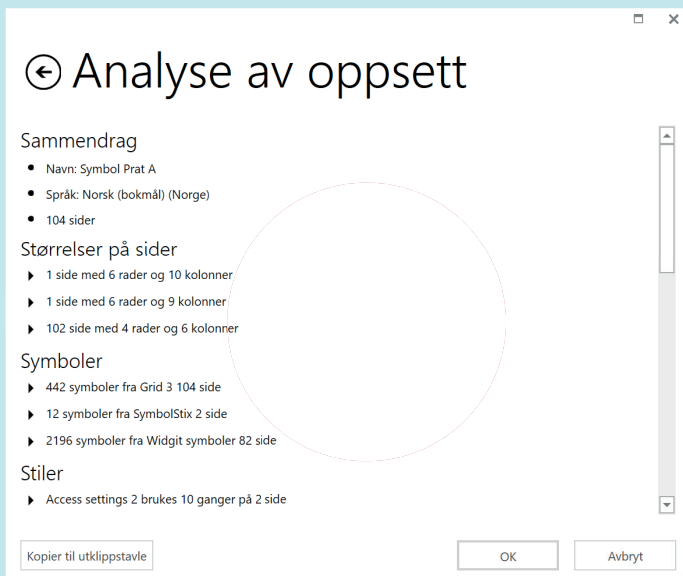 Analyse av oppsett
Sammendrag
Navn: Symbol Prat A
Språk: Norsk (bokmål) (Norge)
104 sider
Størrelser på sider
1 side med 6 rader og 10 kolonner
1 side med 6 rader og 9 kolonner
102 side med 4 rader og 6 kolonner
Symboler
442 symboler fra Grid 3 104 side
12 symboler fra SymbolStix 2 side
2196 symboler fra Widgit symboler 82 side
Stiler
Access settings 2 brukes 10 ganger på 2 side
Kopier til utklippstavle
OK
Avbryt